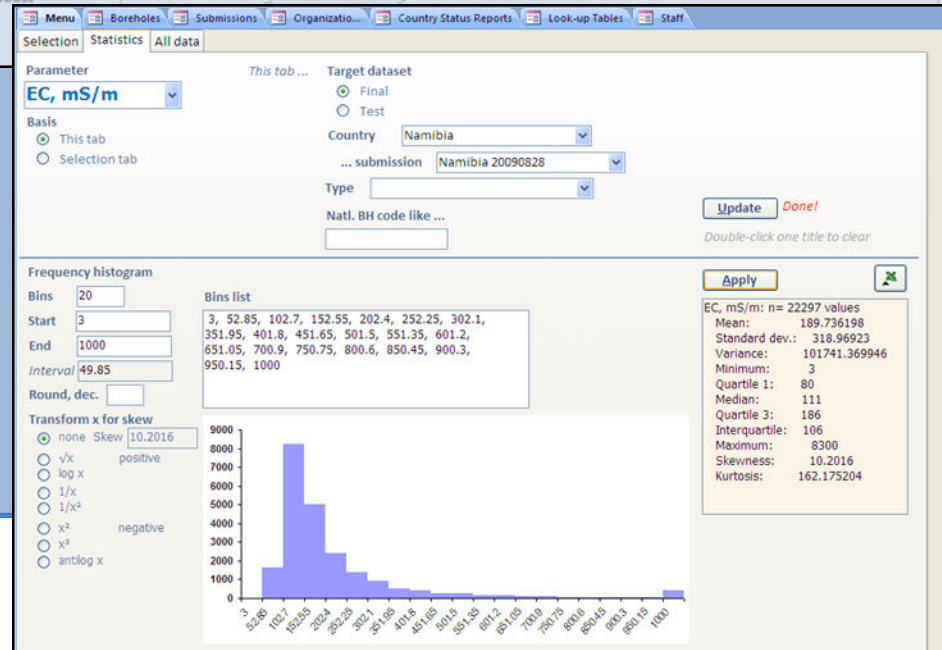 Menu Boreholes Submissions Organizatio... Country Status Reports Look-up Tables Staff
Selection Statistics All data
Parameter This tab ... Target dataset
EC, mS/m Final
Test
Basis
This tab
Selection tab
Country Namibia
... submission Namibia 20090828
Type
Natl. BH code like ...
Update Done!
Double-click one title to clear
Frequency histogram
Bins 20
Start 3
End 1000
Interval 49.85
Round, dec.
Transform x for skew
none Skew 10.2016
√x positive
log x
1/x
1/x²
x² negative
x³
antilog x
Bins list
3, 52.85, 102.7, 152.55, 202.4, 252.25, 302.1,
351.95, 401.8, 451.65, 501.5, 551.35, 601.2,
651.05, 700.9, 750.75, 800.6, 850.45, 900.3,
950.15, 1000
9000
8000
7000
6000
5000
4000
3000
2000
1000
0
3 52.85 102.7 152.55 202.4 252.25 302.1 351.95 401.8 451.65 501.5 551.35 601.2 651.05 700.9 750.75 800.6 850.45 900.3 950.15 1000
Apply
EC, mS/m: n= 22297 values
Mean: 189.736198
Standard dev.: 318.96923
Variance: 101741.369946
Minimum: 3
Quartile 1: 80
Median: 111
Quartile 3: 186
Interquartile: 106
Maximum: 8300
Skewness: 10.2016
Kurtosis: 162.175204